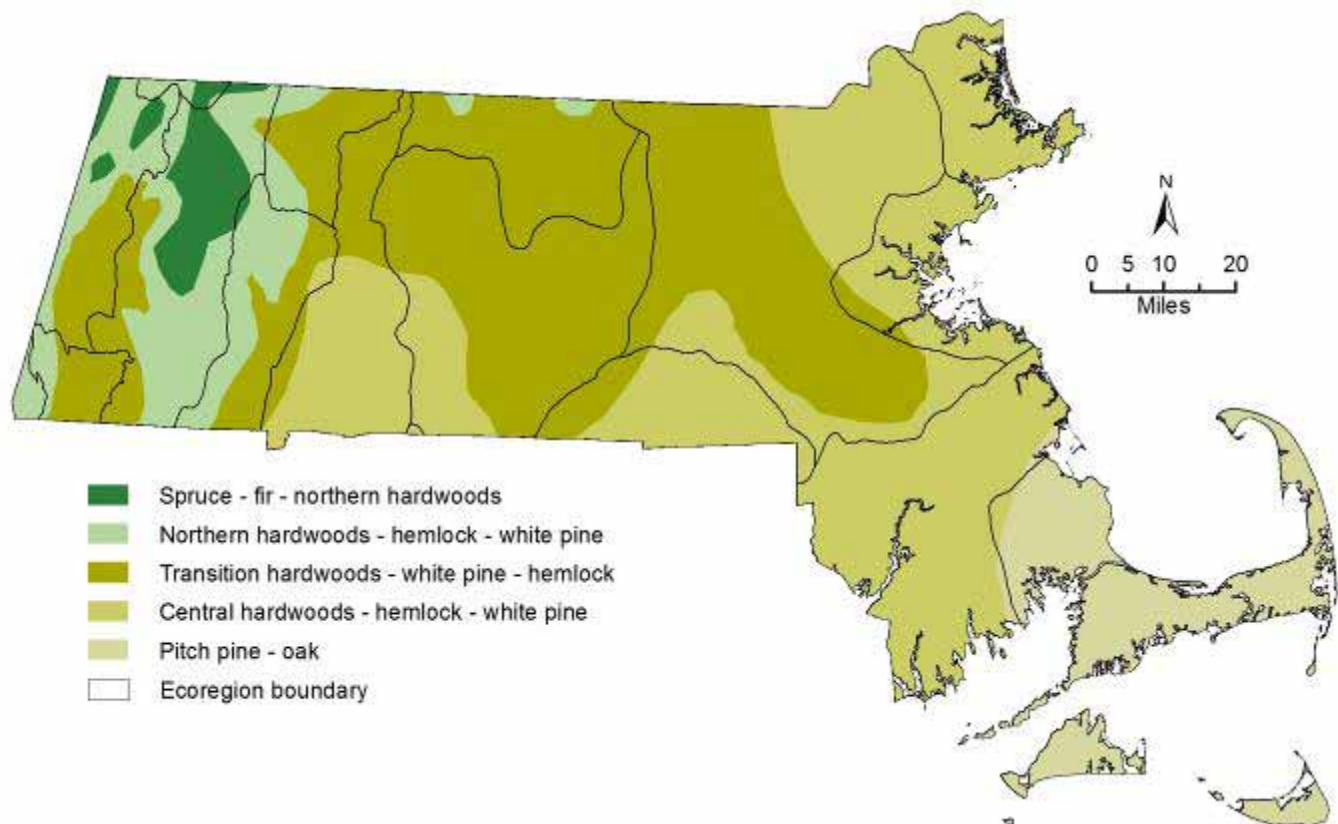 N
0 5 10 20
Miles
Spruce - fir - northern hardwoods
Northern hardwoods - hemlock - white pine
Transition hardwoods - white pine - hemlock
Central hardwoods - hemlock - white pine
Pitch pine - oak
Ecoregion boundary